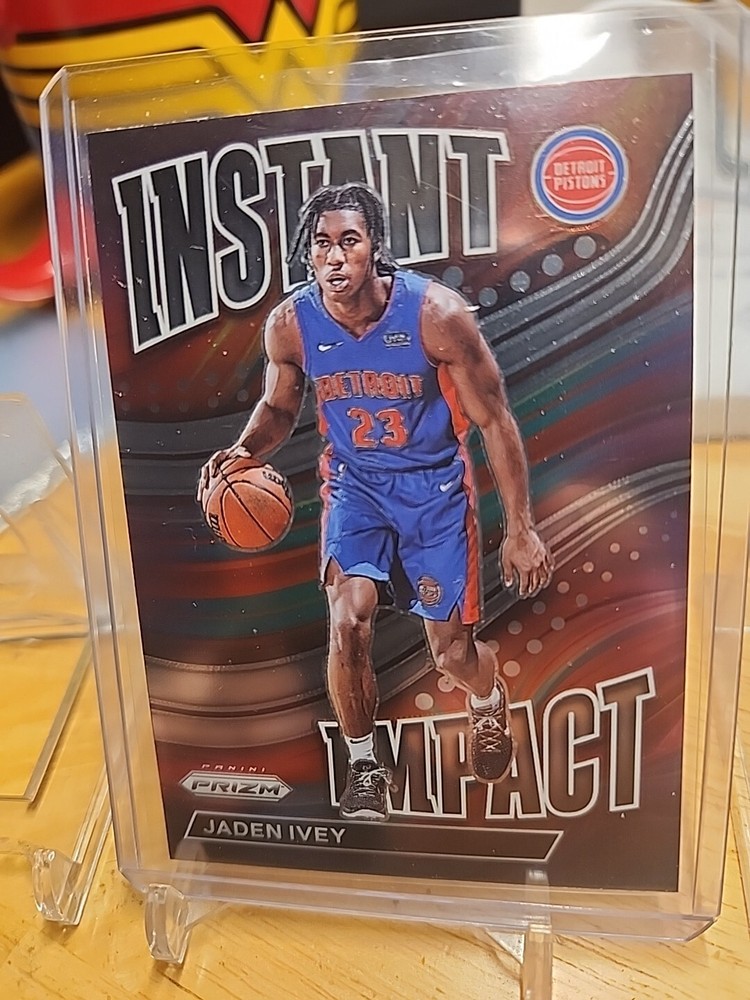 INSTANT
DETROIT
PISTONS
DETROIT
23
IMPACT
PANINI
PRIZM
JADEN IVEY